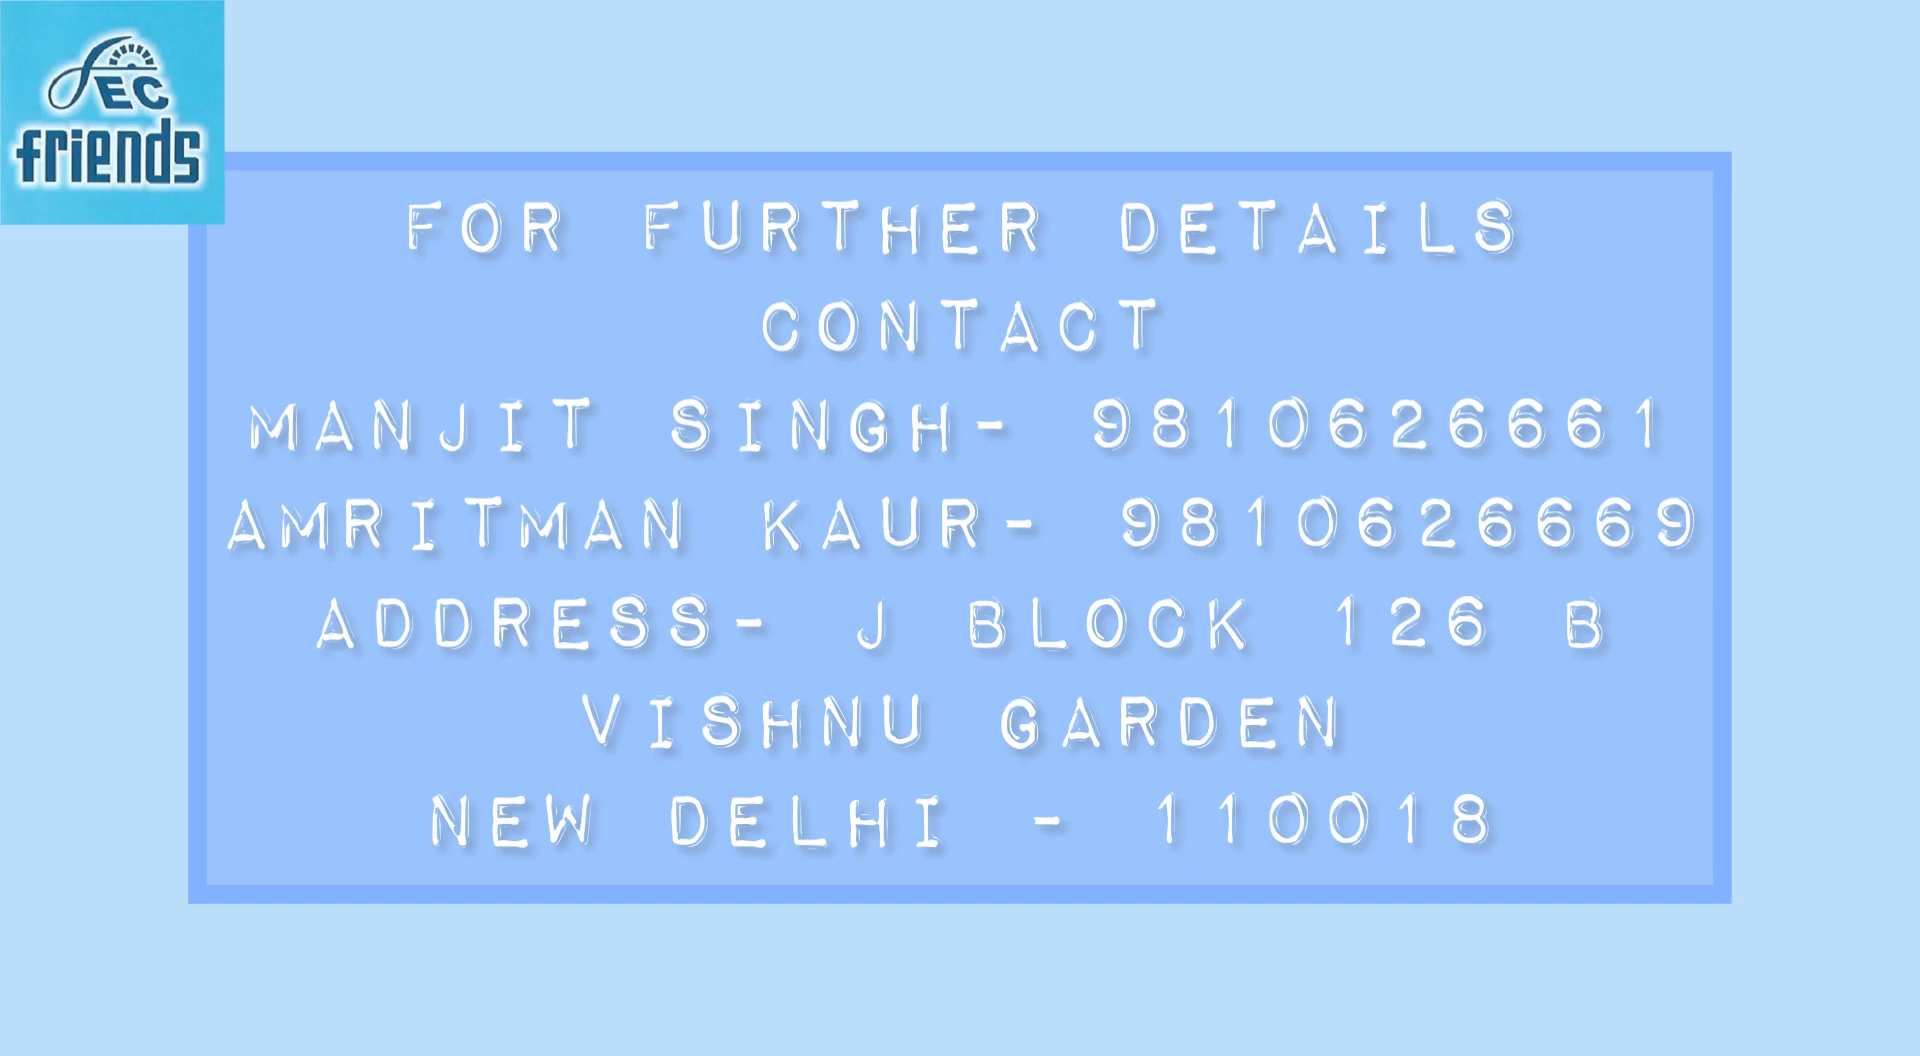 FEC
friends
FOR FURTHER DETAILS
CONTACT
MANJIT SINGH- 9810626661
AMRITMAN KAUR- 9810626669
ADDRESS- J BLOCK 126 B
VISHNU GARDEN
NEW DELHI - 110018